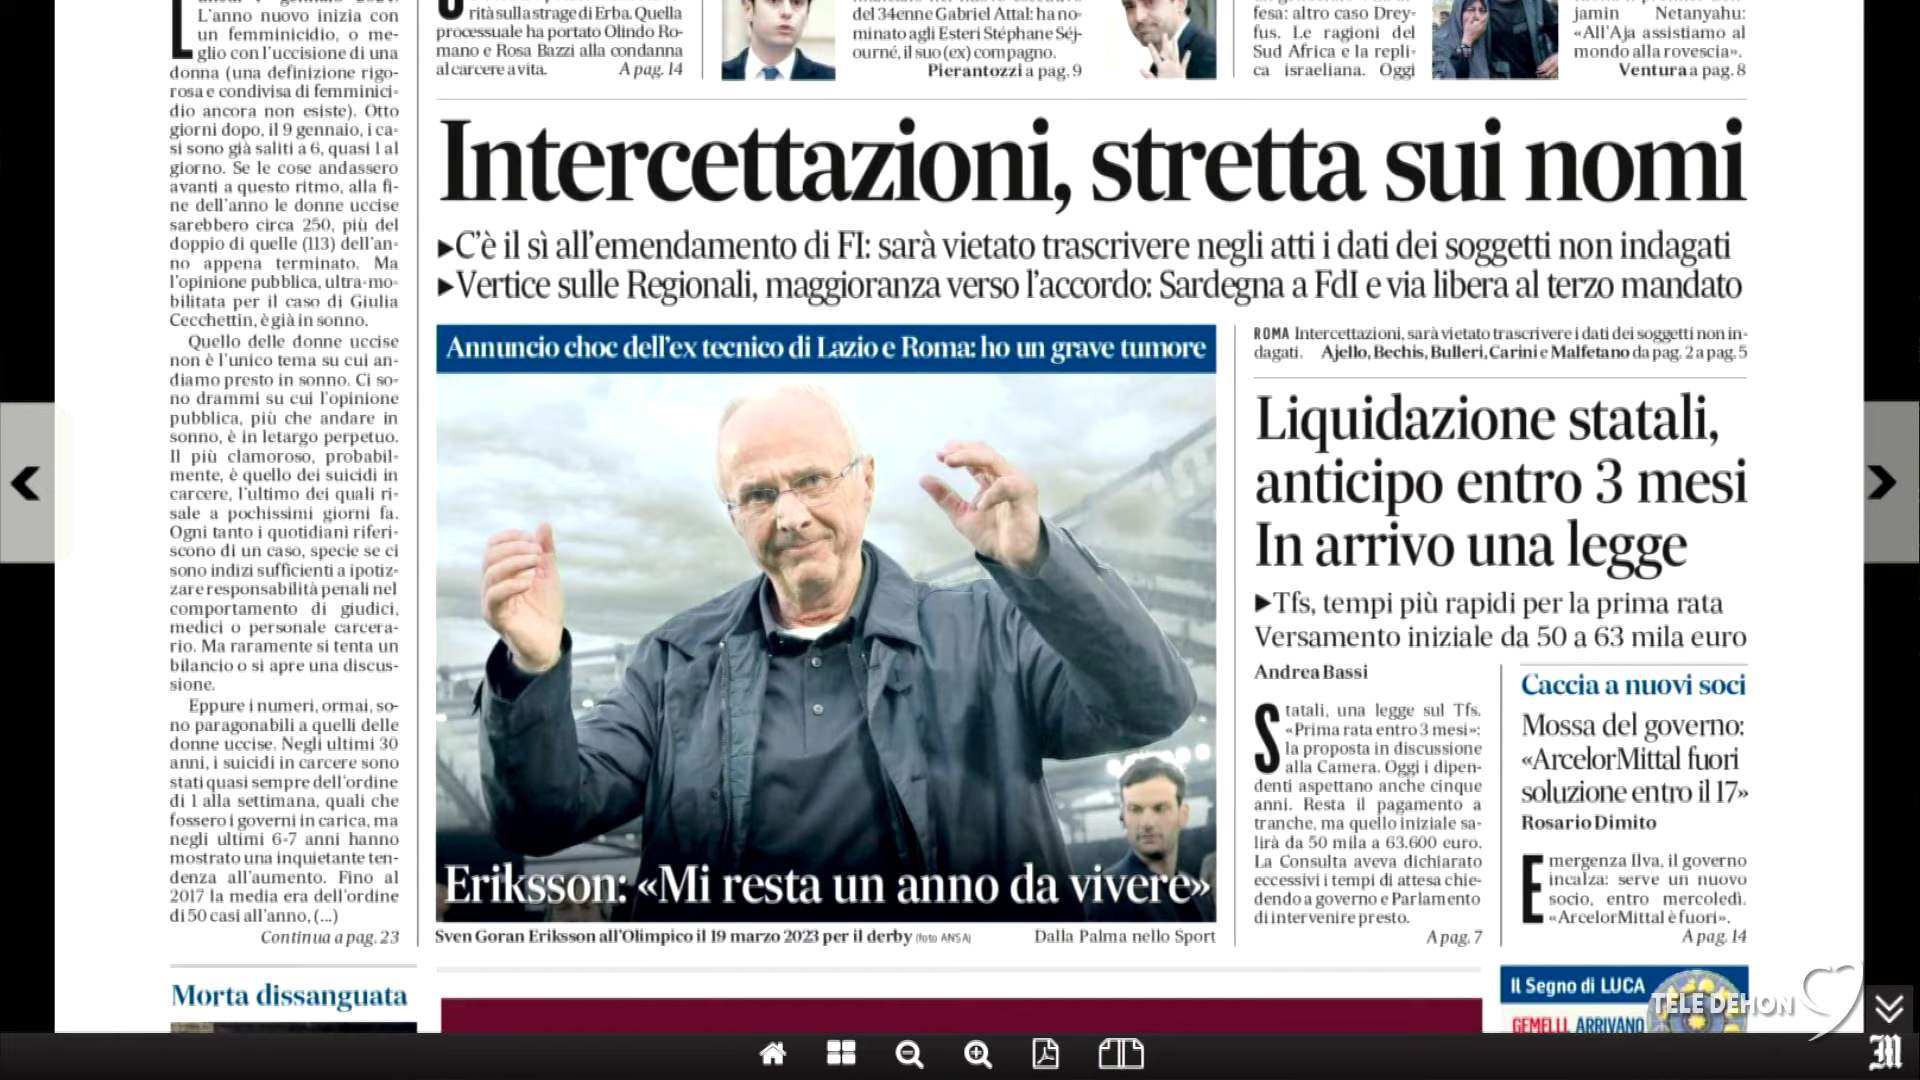 L'anno nuovo inizia con
un femminicidio, o me-
glio con l'uccisione di una
donna (una definizione rigo-
rosa e condivisa di femminici-
dio ancora non esiste). Otto
giorni dopo, il 9 gennaio, i ca-
si sono già saliti a 6, quasi 1 al
giorno. Se le cose andassero
avanti a questo ritmo, alla fi-
ne dell'anno le donne uccise
sarebbero circa 250, più del
doppio di quelle (113) dell'an-
no appena terminato. Ma
l'opinione pubblica, ultra-mo-
bilitata per il caso di Giulia
Cecchettin, è già in sonno.
Quello delle donne uccise
non è l'unico tema su cui an-
diamo presto in sonno. Ci so-
no drammi su cui l'opinione
pubblica, più che andare in
sonno, è in letargo perpetuo.
Il più clamoroso, probabil-
mente, è quello dei suicidi in
carcere, l'ultimo dei quali ri-
sale a pochissimi giorni fa.
Ogni tanto i quotidiani riferi-
scono di un caso, specie se ci
sono indizi sufficienti a ipotiz-
zare responsabilità penali nel
comportamento di giudici,
medici o personale carcera-
rio. Ma raramente si tenta un
bilancio o si apre una discus-
sione.
Eppure i numeri, ormai, so-
no paragonabili a quelli delle
donne uccise. Negli ultimi 30
anni, i suicidi in carcere sono
stati quasi sempre dell'ordine
di 1 alla settimana, quali che
fossero i governi in carica, ma
negli ultimi 6-7 anni hanno
mostrato una inquietante ten-
denza all'aumento. Fino al
2017 la media era dell'ordine
di 50 casi all'anno, (...)
Continua a pag. 23
Morta dissanguata
rità sulla strage di Erba. Quella
processuale ha portato Olindo Ro-
mano e Rosa Bazzi alla condanna
al carcere a vita. A pag. 14
del 34enne Gabriel Attal: ha no-
minato agli Esteri Stéphane Séj-
ourné, il suo (ex) compagno.
Pierantozzi a pag. 9
fesa: altro caso Drey-
fus. Le ragioni del
Sud Africa e la repli-
ca israeliana. Oggi
jamin Netanyahu:
«All'Aja assistiamo al
mondo alla rovescia».
Ventura a pag. 8
Intercettazioni, stretta sui nomi
►C'è il sì all'emendamento di FI: sarà vietato trascrivere negli atti i dati dei soggetti non indagati
►Vertice sulle Regionali, maggioranza verso l'accordo: Sardegna a FdI e via libera al terzo mandato
Annuncio choc dell'ex tecnico di Lazio e Roma: ho un grave tumore
Eriksson: «Mi resta un anno da vivere»
Sven Goran Eriksson all'Olimpico il 19 marzo 2023 per il derby (foto ANSA) Dalla Palma nello Sport
ROMA Intercettazioni, sarà vietato trascrivere i dati dei soggetti non in-
dagati. Ajello, Bechis, Bulleri, Carini e Malfetano da pag. 2 a pag. 5
Liquidazione statali,
anticipo entro 3 mesi
In arrivo una legge
►Tfs, tempi più rapidi per la prima rata
Versamento iniziale da 50 a 63 mila euro
Andrea Bassi
Statali, una legge sul Tfs.
«Prima rata entro 3 mesi»:
la proposta in discussione
alla Camera. Oggi i dipen-
denti aspettano anche cinque
anni. Resta il pagamento a
tranche, ma quello iniziale sa-
lirà da 50 mila a 63.600 euro.
La Consulta aveva dichiarato
eccessivi i tempi di attesa chie-
dendo a governo e Parlamento
di intervenire presto.
A pag. 7
Caccia a nuovi soci
Mossa del governo:
«ArcelorMittal fuori
soluzione entro il 17»
Rosario Dimito
Emergenza Ilva, il governo
incalza: serve un nuovo
socio, entro mercoledì.
«ArcelorMittal è fuori».
A pag. 14
Il Segno di LUCA
GEMELLI, ARRIVANO
TELE DEHON
M